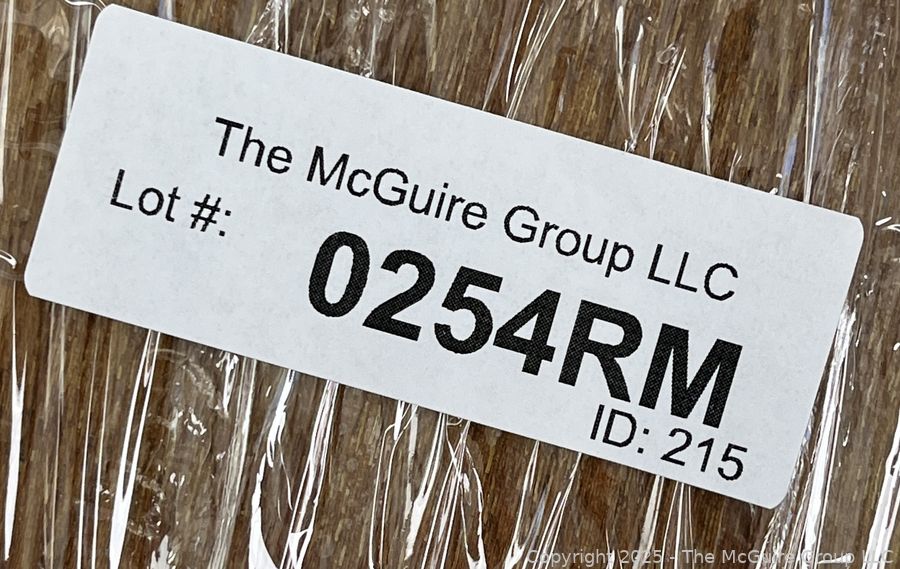 The McGuire Group LLC
Lot #:
0254RM
ID: 215
Copyright 2025 - The McGuire Group LLC